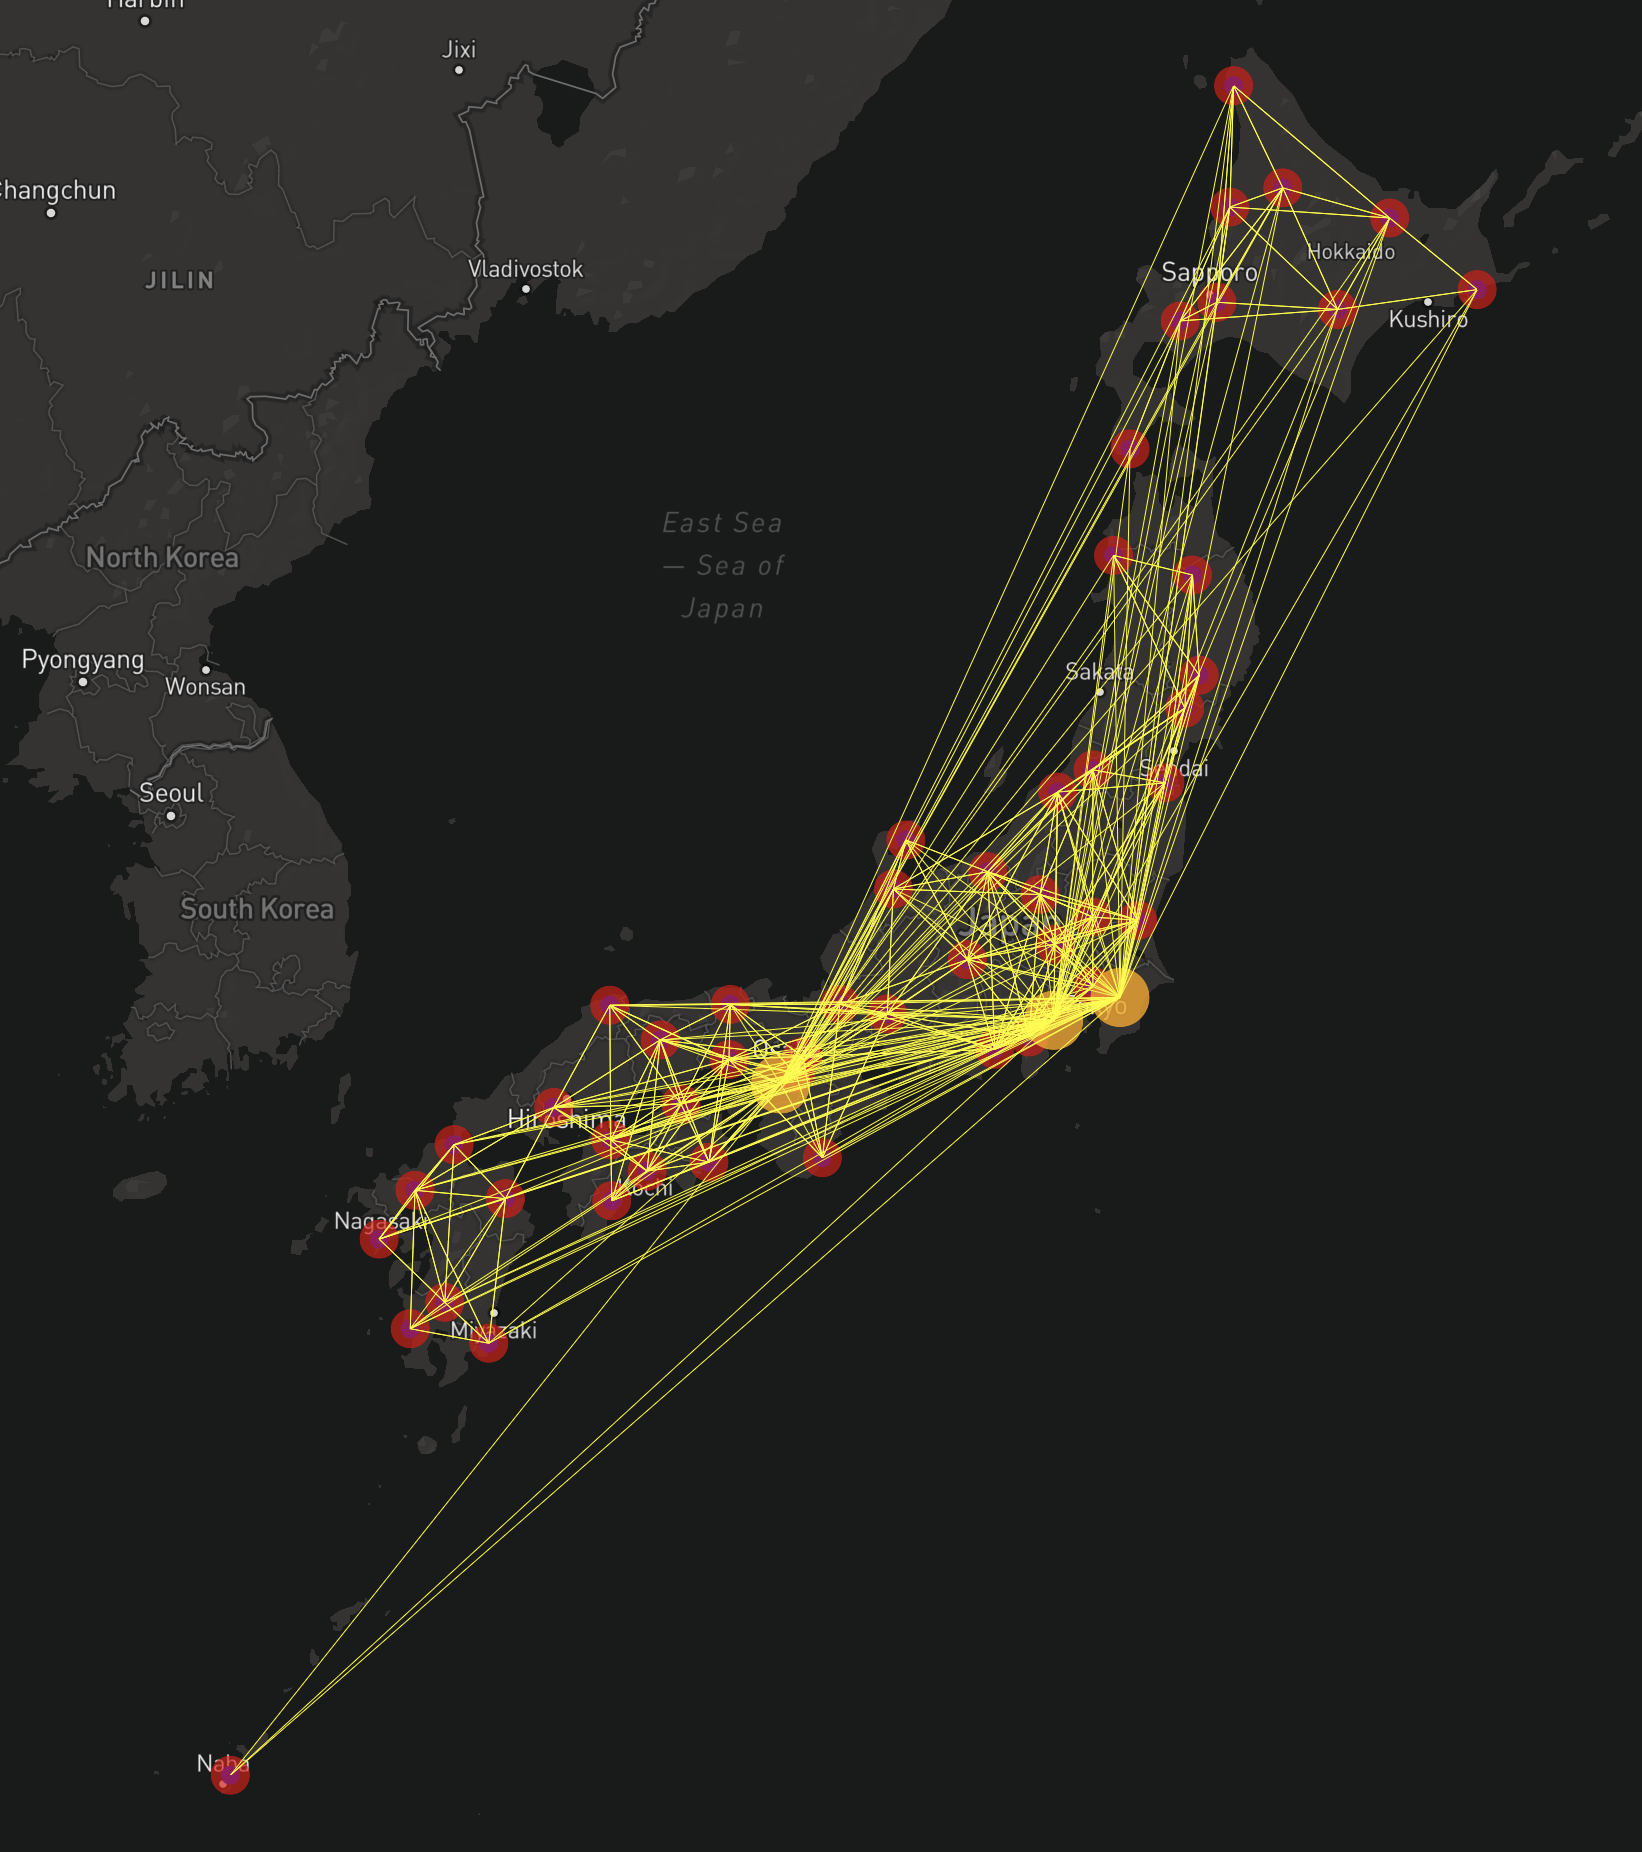 Harbin
Jixi
Changchun
JILIN
Vladivostok
Hokkaido
Sapporo
Kushiro
East Sea
— Sea of
Japan
North Korea
Pyongyang
Wonsan
Sakata
Sendai
Seoul
South Korea
Japan
Hiroshima
Kochi
Nagasaki
Miyazaki
Naha